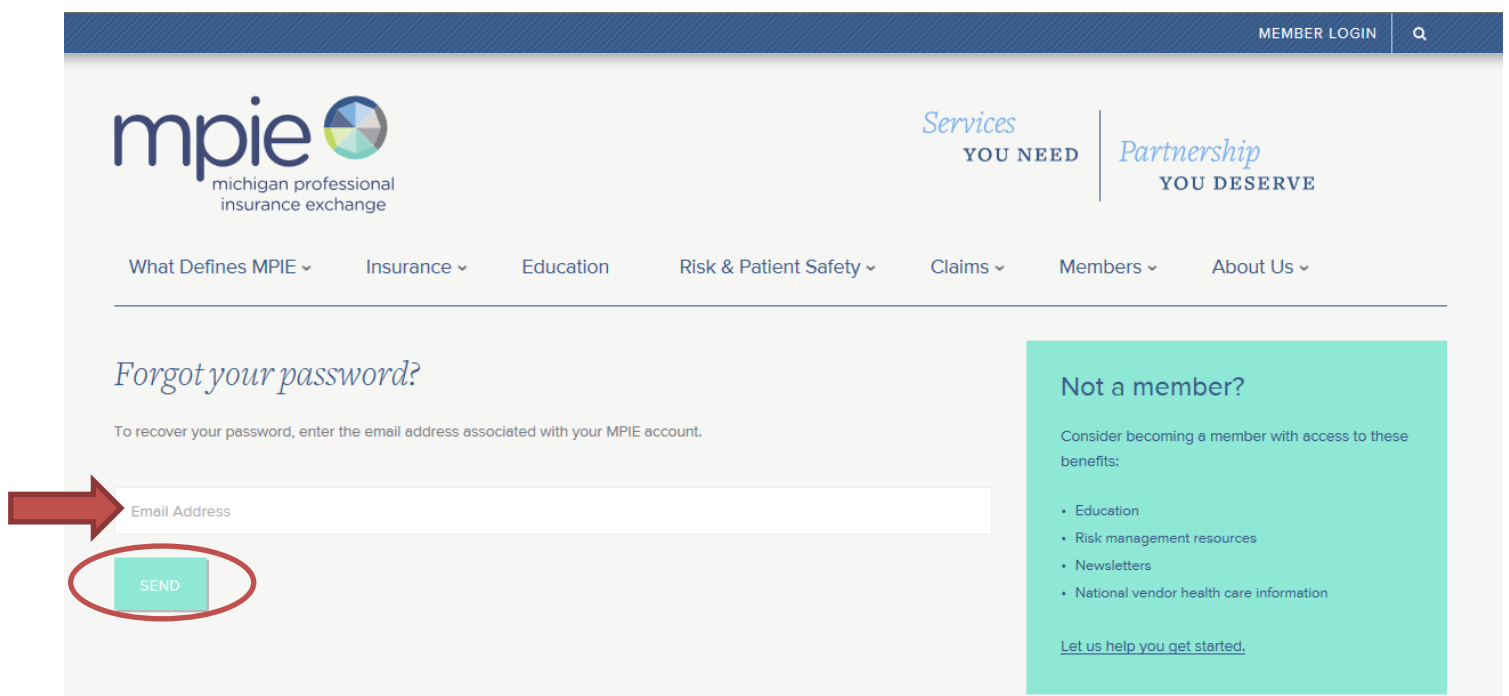 MEMBER LOGIN
mpie
michigan professional
insurance exchange
Services
YOU NEED
Partnership
YOU DESERVE
What Defines MPIE
Insurance
Education
Risk & Patient Safety
Claims
Members
About Us
Forgot your password?
To recover your password, enter the email address associated with your MPIE account.
Email Address
SEND
Not a member?
Consider becoming a member with access to these
benefits:
• Education
• Risk management resources
• Newsletters
• National vendor health care information
Let us help you get started.